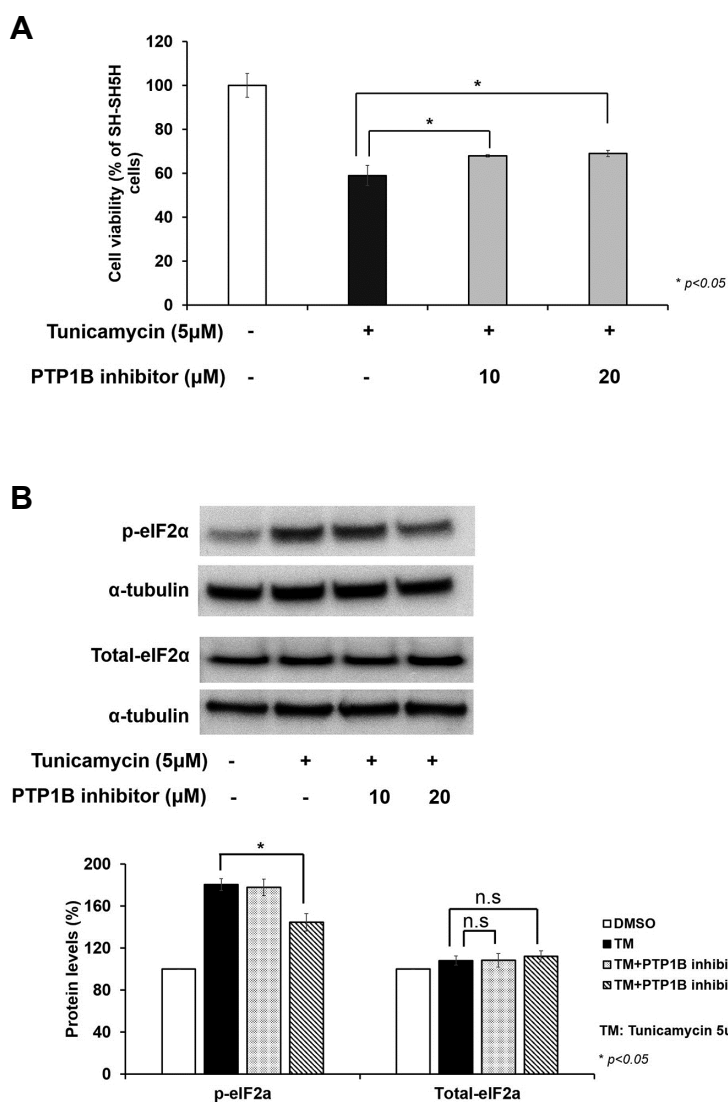 A
120
100
80
60
40
20
0
Cell viability (% of SH-SH5H
cells)
*
*
* p<0.05
Tunicamycin (5μM) - + + +
PTP1B inhibitor (μM) - - 10 20
B
p-eIF2α
α-tubulin
Total-eIF2α
α-tubulin
Tunicamycin (5μM) - + + +
PTP1B inhibitor (μM) - - 10 20
200
160
120
80
40
0
Protein levels (%)
*
n.s
n.s
p-eIF2a Total-eIF2a
DMSO
TM
TM+PTP1B inhibi
TM+PTP1B inhibi
TM: Tunicamycin 5u
* p<0.05